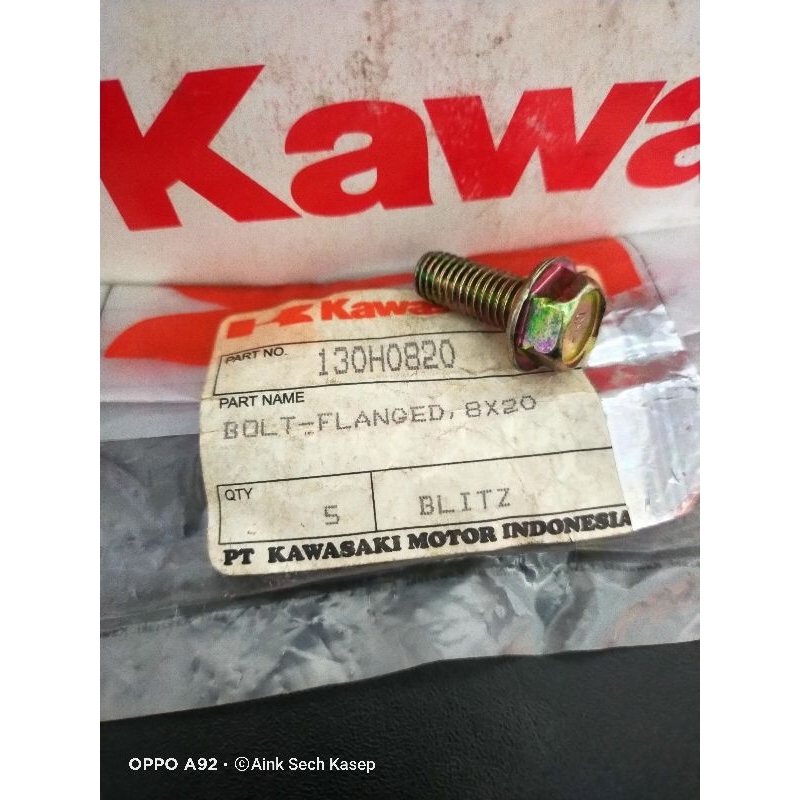 Kawa
Kawa
PART NO. 130H0820
PART NAME
BOLT-FLANGED, 8X20
QTY 5 BLITZ
PT KAWASAKI MOTOR INDONESIA
OPPO A92 · ©Aink Sech Kasep